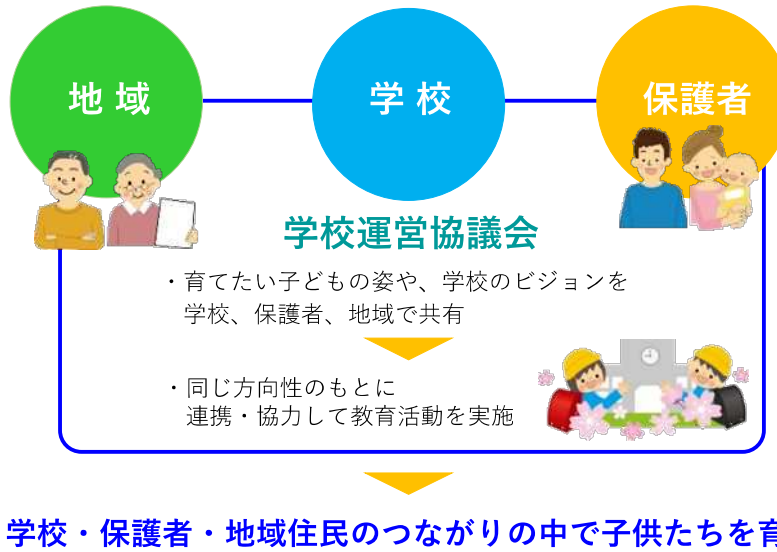 地 域
学 校
保護者
学校運営協議会
・育てたい子どもの姿や、学校のビジョンを
学校、保護者、地域で共有
・同じ方向性のもとに
連携・協力して教育活動を実施
学校・保護者・地域住民のつながりの中で子供たちを育